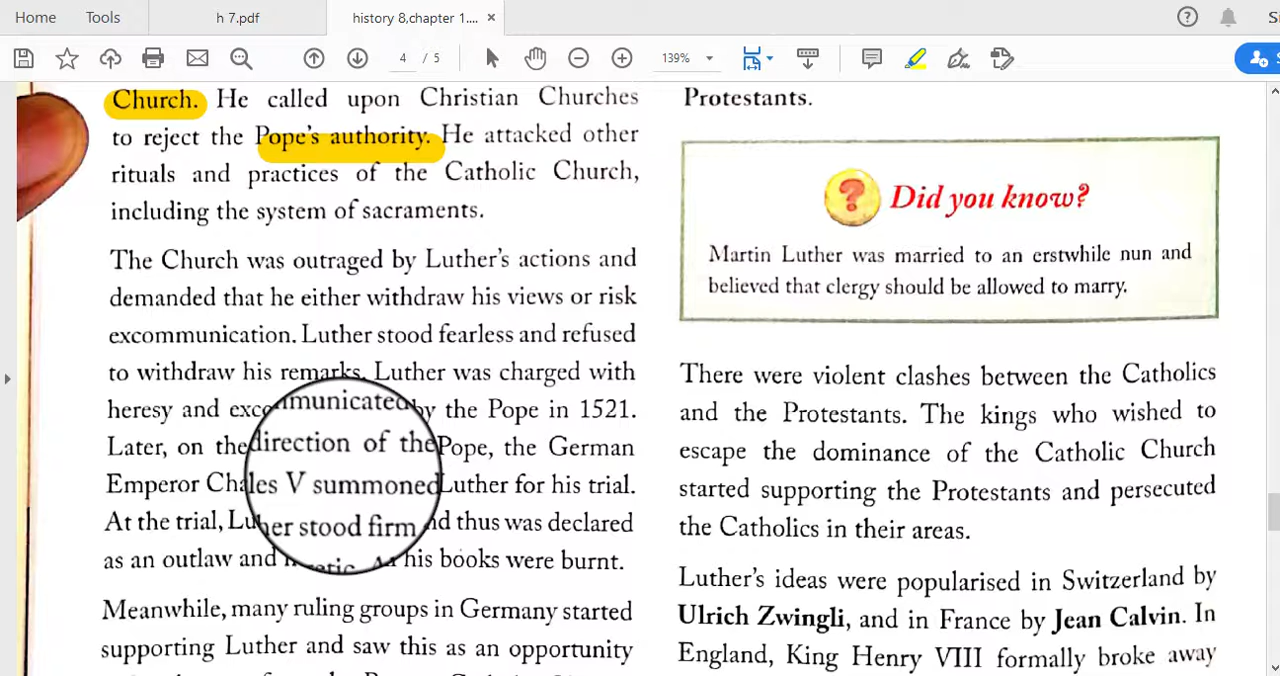 Home Tools h 7.pdf history 8,chapter 1.... ×
4 / 5 139%
Church. He called upon Christian Churches
to reject the Pope's authority. He attacked other
rituals and practices of the Catholic Church,
including the system of sacraments.
The Church was outraged by Luther's actions and
demanded that he either withdraw his views or risk
excommunication. Luther stood fearless and refused
to withdraw his remarks. Luther was charged with
heresy and excommunicated by the Pope in 1521.
Later, on the direction of the Pope, the German
Emperor Chales V summoned Luther for his trial.
At the trial, Luther stood firm and thus was declared
as an outlaw and his books were burnt.
Meanwhile, many ruling groups in Germany started
supporting Luther and saw this as an opportunity
Protestants.
? Did you know?
Martin Luther was married to an erstwhile nun and
believed that clergy should be allowed to marry.
There were violent clashes between the Catholics
and the Protestants. The kings who wished to
escape the dominance of the Catholic Church
started supporting the Protestants and persecuted
the Catholics in their areas.
Luther's ideas were popularised in Switzerland by
Ulrich Zwingli, and in France by Jean Calvin. In
England, King Henry VIII formally broke away